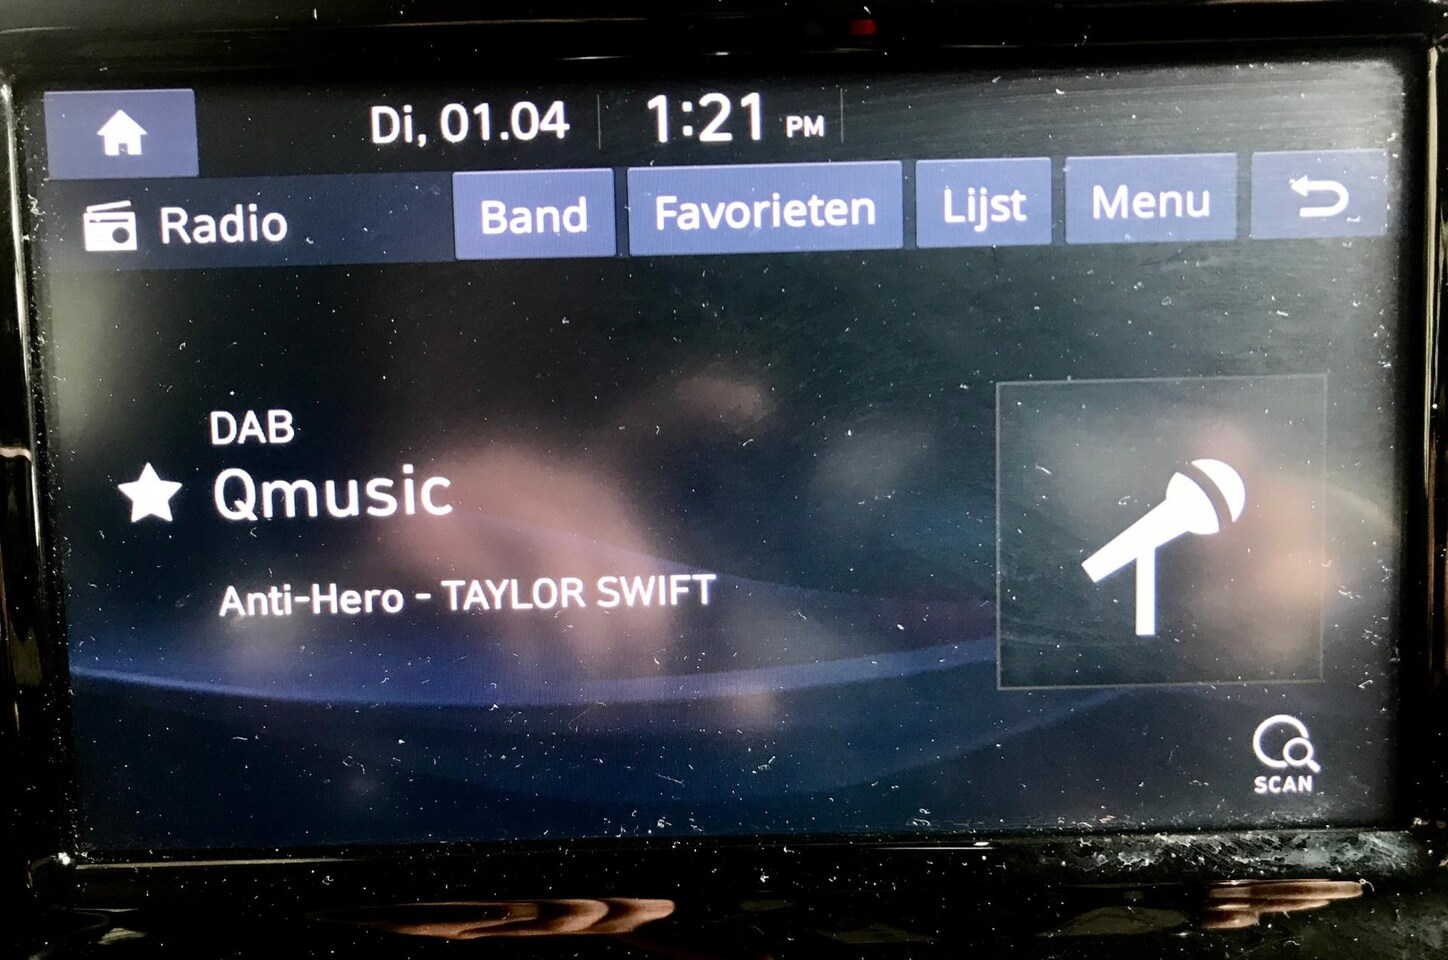 Di, 01.04 1:21 PM
Radio Band Favorieten Lijst Menu
DAB
Qmusic
Anti-Hero - TAYLOR SWIFT
SCAN